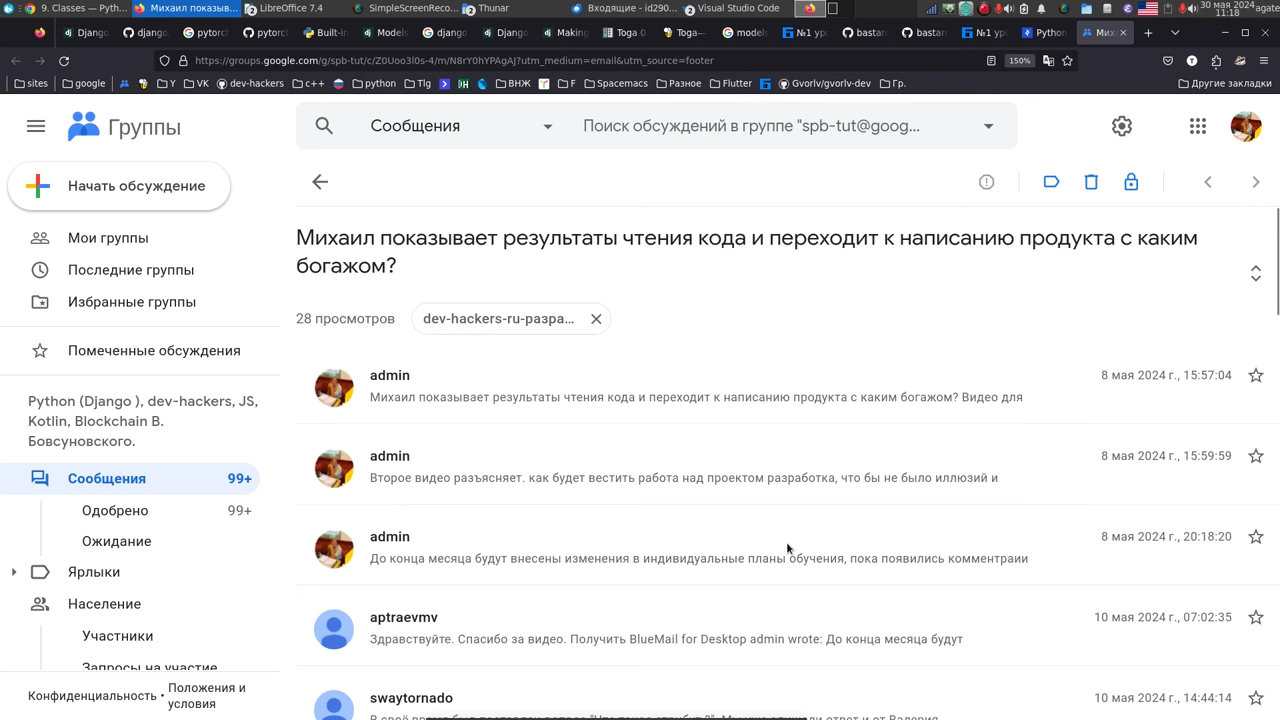 9. Classes — Pyth...
Михаил показыв...
2
LibreOffice 7.4
SimpleScreenReco...
2
Thunar
Входящие - id290...
2
Visual Studio Code
30 мая 2024
11:18
agate
Django
django,
pytorc
pytorc
Built-in
Models
django
Django
Making
Toga 0.
Toga—
models
№1 ур
bastan
bastan
№1 ур
Python
Мих
https://groups.google.com/g/spb-tut/c/Z0Uoo3l0s-4/m/N8rY0hYPAgAJ?utm_medium=email&utm_source=footer
150%
sites
google
Y
VK
dev-hackers
c++
python
Tlg
ВНЖ
F
Spacemacs
Разное
Flutter
Gvorlv/gvorlv-dev
Гр.
Другие закладки
Группы
Сообщения
Поиск обсуждений в группе "spb-tut@goog...
Начать обсуждение
Мои группы
Последние группы
Избранные группы
Помеченные обсуждения
Python (Django ), dev-hackers, JS,
Kotlin, Blockchain В.
Бовсуновского.
Сообщения 99+
Одобрено 99+
Ожидание
Ярлыки
Население
Участники
Запросы на участие
Конфиденциальность • Положения и
условия
Михаил показывает результаты чтения кода и переходит к написанию продукта с каким
богажом?
28 просмотров
dev-hackers-ru-разра...
admin
8 мая 2024 г., 15:57:04
Михаил показывает результаты чтения кода и переходит к написанию продукта с каким богажом? Видео для
admin
8 мая 2024 г., 15:59:59
Второе видео разъясняет. как будет вестить работа над проектом разработка, что бы не было иллюзий и
admin
8 мая 2024 г., 20:18:20
До конца месяца будут внесены изменения в индивидуальные планы обучения, пока появились комментраии
aptraevmv
10 мая 2024 г., 07:02:35
Здравствуйте. Спасибо за видео. Получить BlueMail for Desktop admin wrote: До конца месяца будут
swaytornado
10 мая 2024 г., 14:44:14